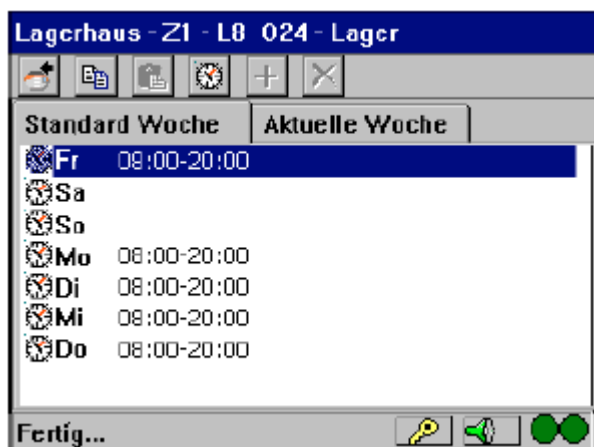 Lagerhaus - Z1 - L8 024 - Lager
Standard Woche Aktuelle Woche
Fr 08:00-20:00
Sa
So
Mo 08:00-20:00
Di 08:00-20:00
Mi 08:00-20:00
Do 08:00-20:00
Fertig...